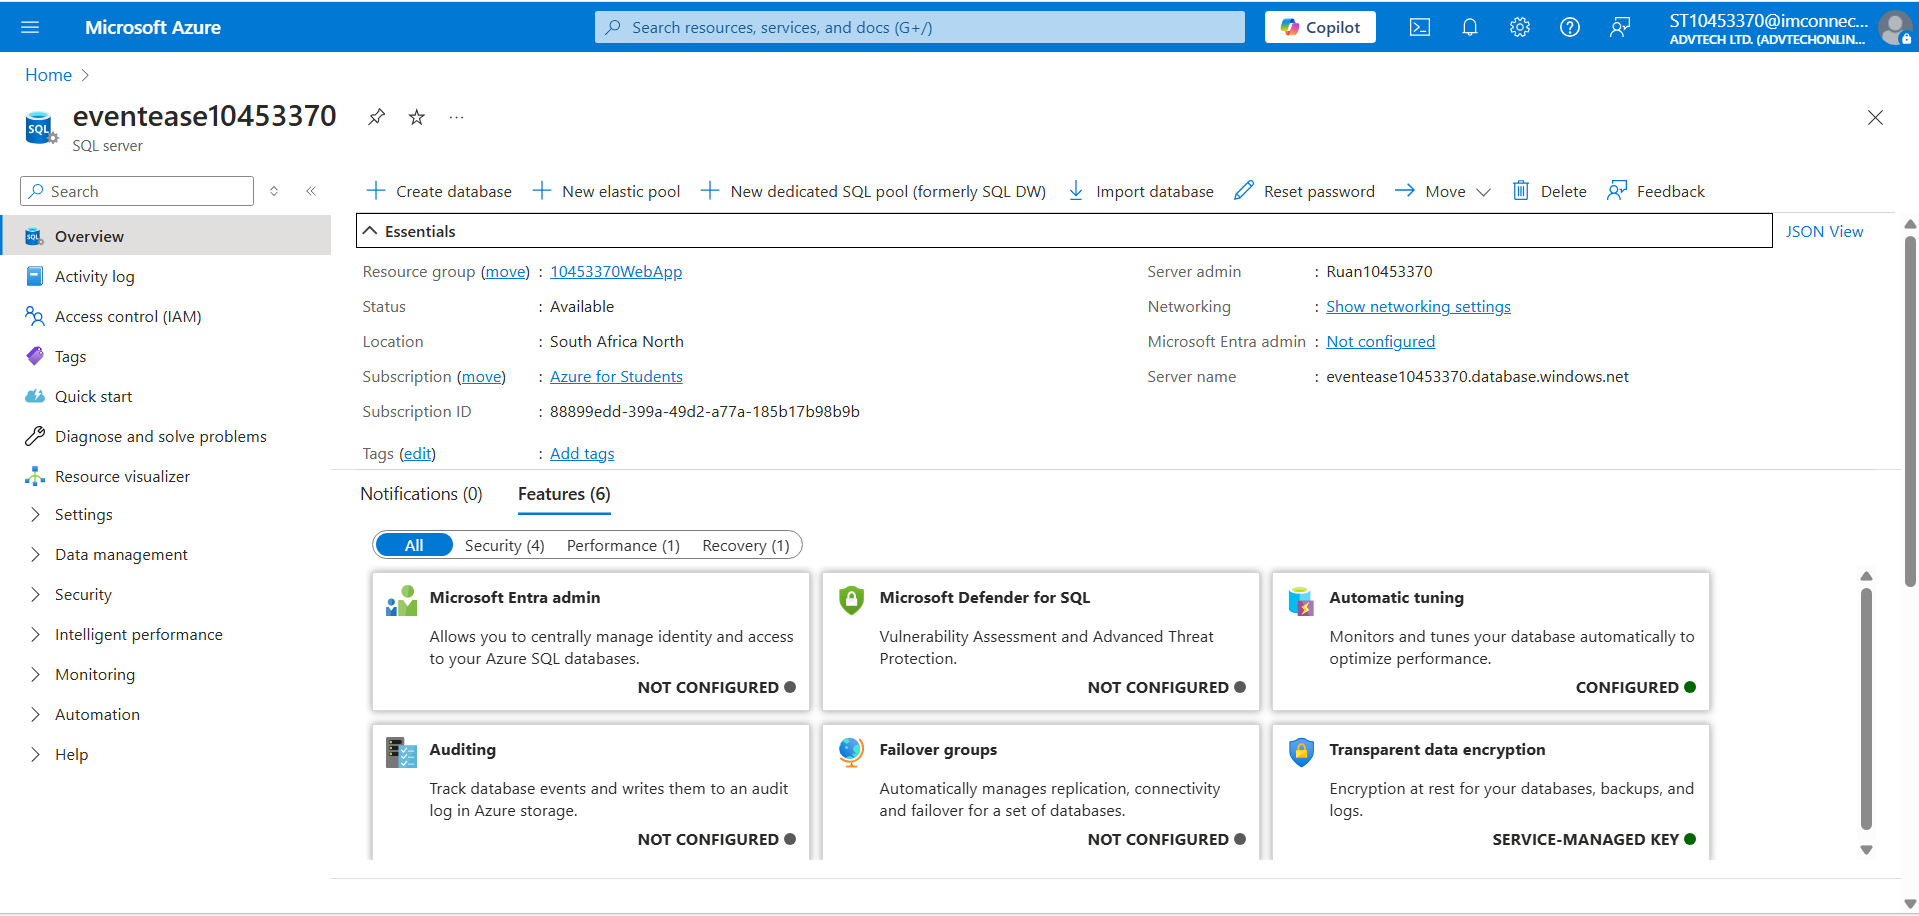 Microsoft Azure
Search resources, services, and docs (G+/)
Copilot
ST10453370@imconnec...
ADVTECH LTD. (ADVTECHONLIN...
Home
eventease10453370
SQL server
Search
Create database
New elastic pool
New dedicated SQL pool (formerly SQL DW)
Import database
Reset password
Move
Delete
Feedback
Overview
Activity log
Access control (IAM)
Tags
Quick start
Diagnose and solve problems
Resource visualizer
Settings
Data management
Security
Intelligent performance
Monitoring
Automation
Help
Essentials
JSON View
Resource group (move) : 10453370WebApp
Status : Available
Location : South Africa North
Subscription (move) : Azure for Students
Subscription ID : 88899edd-399a-49d2-a77a-185b17b98b9b
Tags (edit) : Add tags
Server admin : Ruan10453370
Networking : Show networking settings
Microsoft Entra admin : Not configured
Server name : eventease10453370.database.windows.net
Notifications (0)
Features (6)
All
Security (4)
Performance (1)
Recovery (1)
Microsoft Entra admin
Allows you to centrally manage identity and access
to your Azure SQL databases.
NOT CONFIGURED
Microsoft Defender for SQL
Vulnerability Assessment and Advanced Threat
Protection.
NOT CONFIGURED
Automatic tuning
Monitors and tunes your database automatically to
optimize performance.
CONFIGURED
Auditing
Track database events and writes them to an audit
log in Azure storage.
NOT CONFIGURED
Failover groups
Automatically manages replication, connectivity
and failover for a set of databases.
NOT CONFIGURED
Transparent data encryption
Encryption at rest for your databases, backups, and
logs.
SERVICE-MANAGED KEY